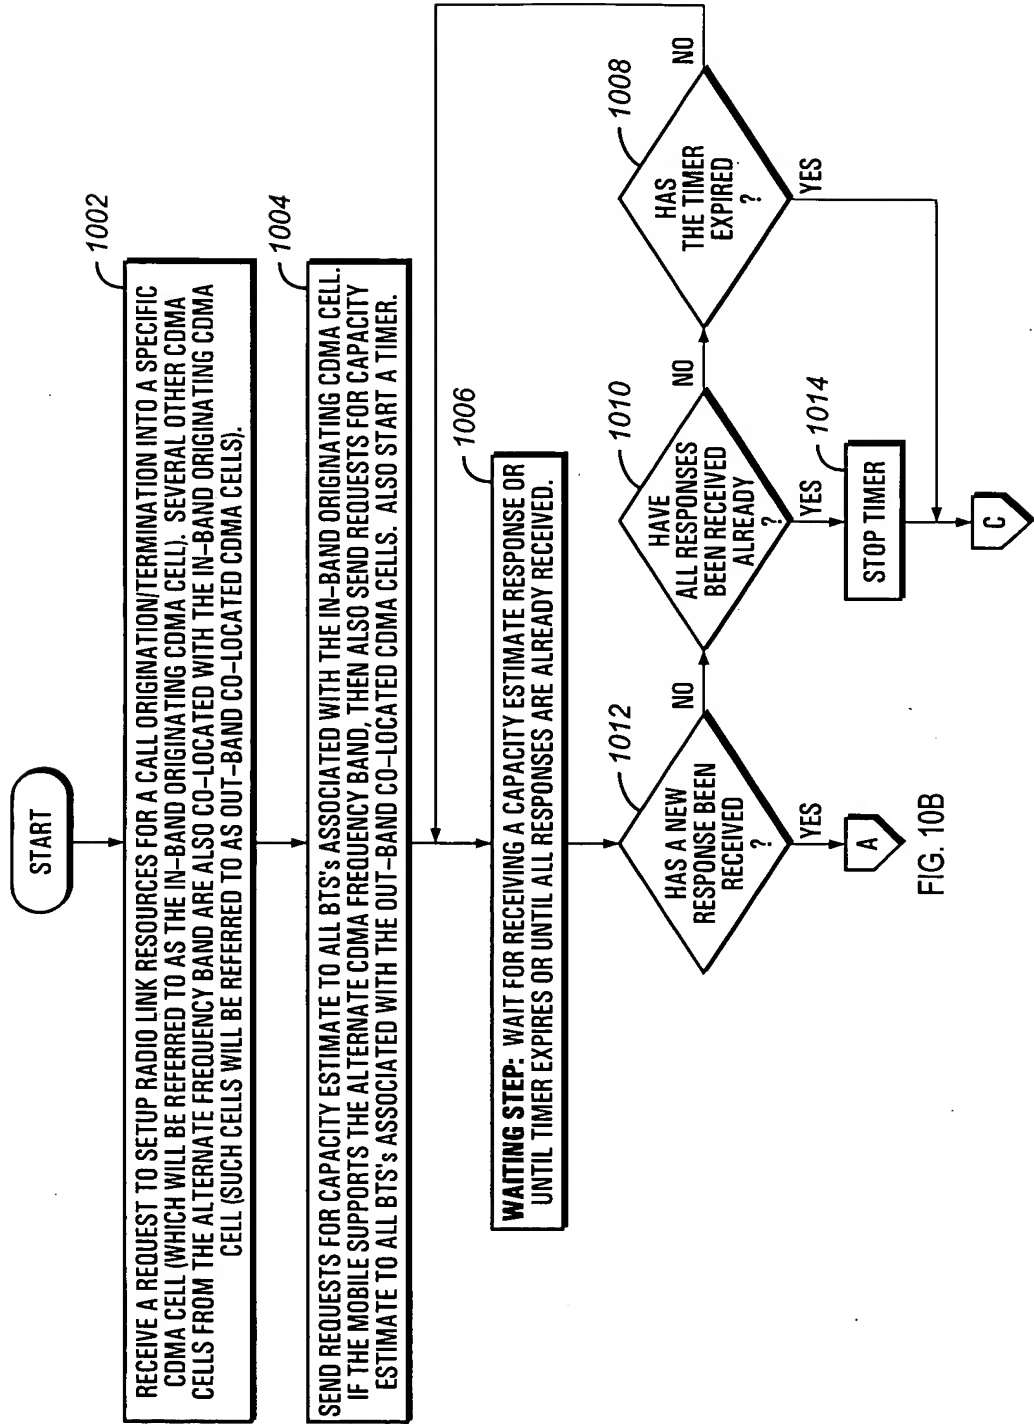 START
1002
RECEIVE A REQUEST TO SETUP RADIO LINK RESOURCES FOR A CALL ORIGINATION/TERMINATION INTO A SPECIFIC
CDMA CELL (WHICH WILL BE REFERRED TO AS THE IN-BAND ORIGINATING CDMA CELL). SEVERAL OTHER CDMA
CELLS FROM THE ALTERNATE FREQUENCY BAND ARE ALSO CO-LOCATED WITH THE IN-BAND ORIGINATING CDMA
CELL (SUCH CELLS WILL BE REFERRED TO AS OUT-BAND CO-LOCATED CDMA CELLS).
1004
SEND REQUESTS FOR CAPACITY ESTIMATE TO ALL BTS's ASSOCIATED WITH THE IN-BAND ORIGINATING CDMA CELL.
IF THE MOBILE SUPPORTS THE ALTERNATE CDMA FREQUENCY BAND, THEN ALSO SEND REQUESTS FOR CAPACITY
ESTIMATE TO ALL BTS's ASSOCIATED WITH THE OUT-BAND CO-LOCATED CDMA CELLS. ALSO START A TIMER.
1006
WAITING STEP: WAIT FOR RECEIVING A CAPACITY ESTIMATE RESPONSE OR
UNTIL TIMER EXPIRES OR UNTIL ALL RESPONSES ARE ALREADY RECEIVED.
1012
HAS A NEW
RESPONSE BEEN
RECEIVED
?
NO
YES
A
1010
HAVE
ALL RESPONSES
BEEN RECEIVED
ALREADY
?
NO
YES
1014
STOP TIMER
C
1008
HAS
THE TIMER
EXPIRED
?
NO
YES
FIG. 10B